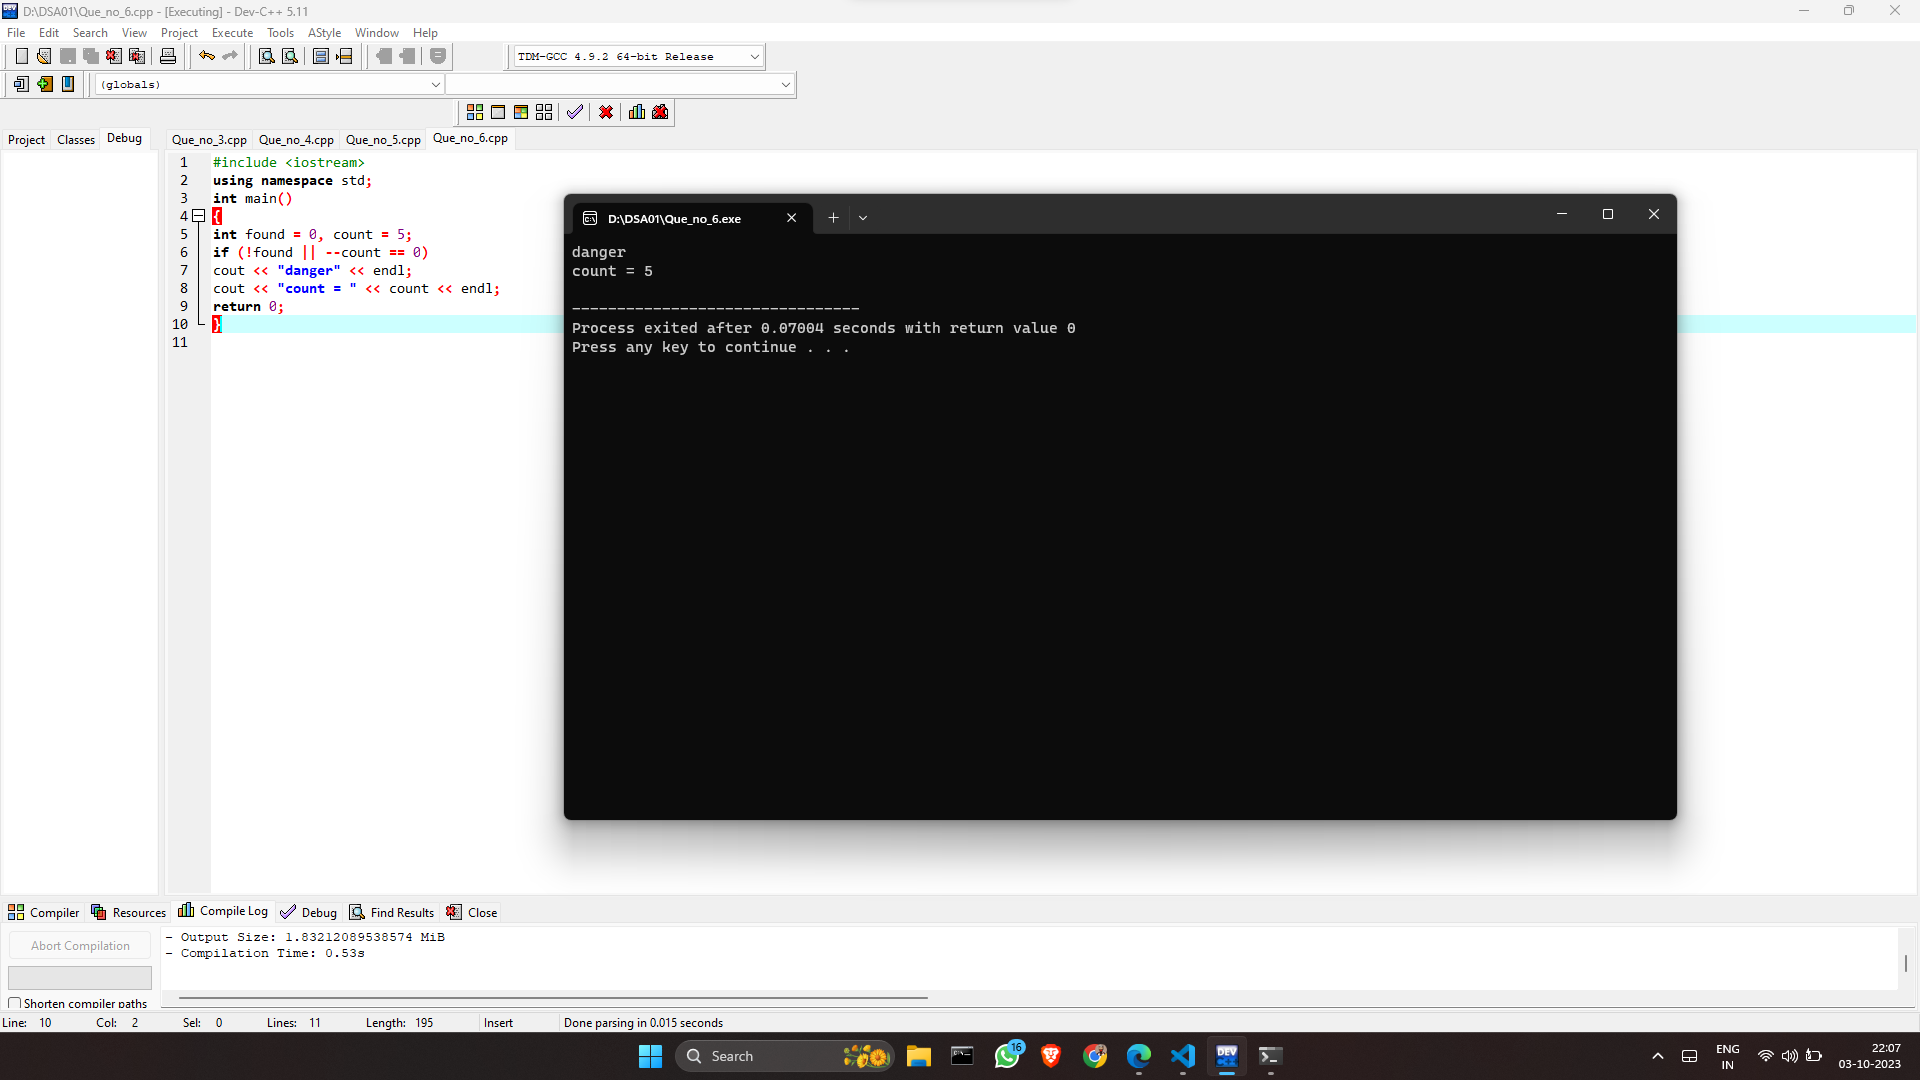 D:\DSA01\Que_no_6.cpp - [Executing] - Dev-C++ 5.11
File Edit Search View Project Execute Tools AStyle Window Help
TDM-GCC 4.9.2 64-bit Release
(globals)
Project Classes Debug
Que_no_3.cpp Que_no_4.cpp Que_no_5.cpp Que_no_6.cpp
1 #include <iostream>
2 using namespace std;
3 int main()
4 {
5 int found = 0, count = 5;
6 if (!found || --count == 0)
7 cout << "danger" << endl;
8 cout << "count = " << count << endl;
9 return 0;
10 }
11
D:\DSA01\Que_no_6.exe
danger
count = 5
--------------------------------
Process exited after 0.07004 seconds with return value 0
Press any key to continue . . .
Compiler Resources Compile Log Debug Find Results Close
Abort Compilation
Shorten compiler paths
- Output Size: 1.83212089538574 MiB
- Compilation Time: 0.53s
Line: 10 Col: 2 Sel: 0 Lines: 11 Length: 195 Insert Done parsing in 0.015 seconds
Search
16
DEV
ENG
IN
22:07
03-10-2023